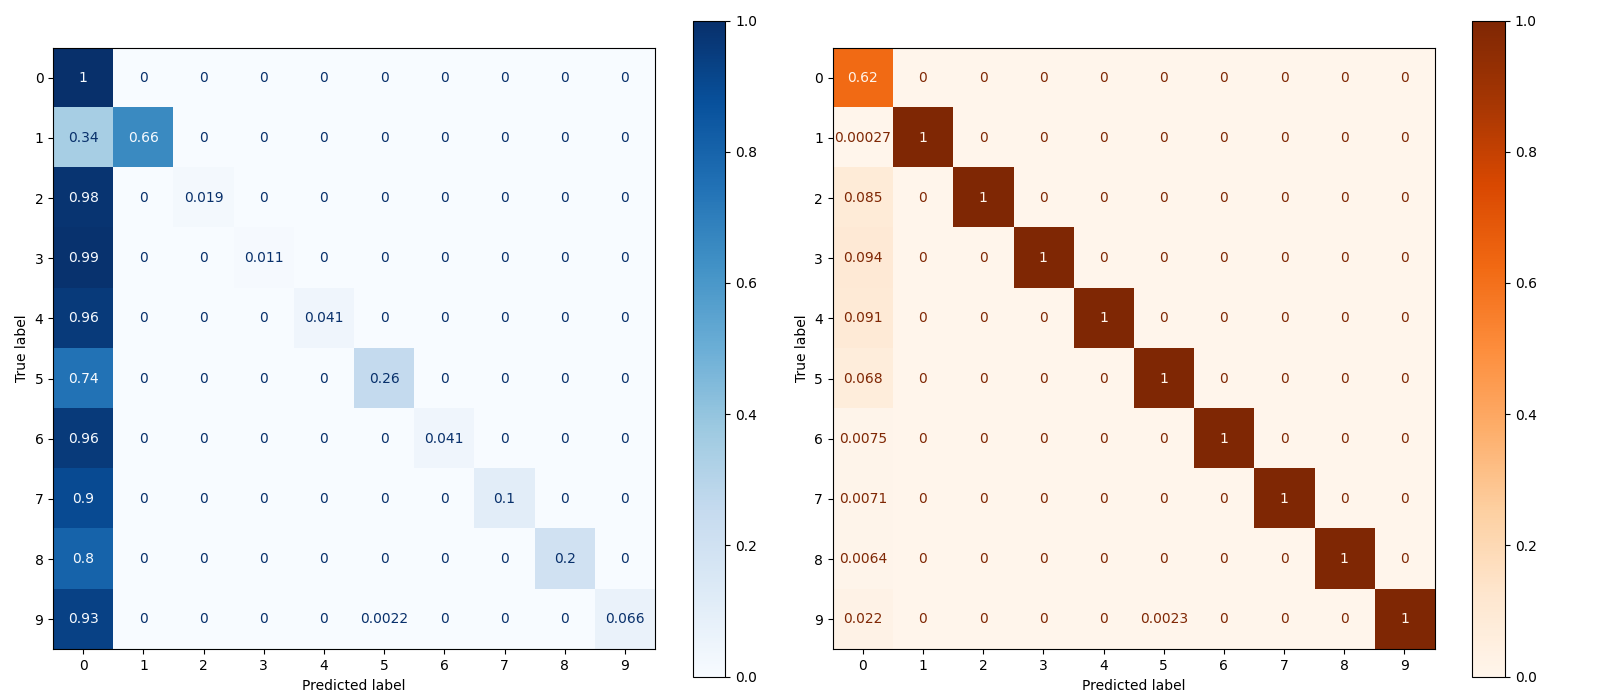 0 1 0 0 0 0 0 0 0 0 0
1 0.34 0.66 0 0 0 0 0 0 0 0
2 0.98 0 0.019 0 0 0 0 0 0 0
3 0.99 0 0 0.011 0 0 0 0 0 0
4 0.96 0 0 0 0.041 0 0 0 0 0
5 0.74 0 0 0 0 0.26 0 0 0 0
6 0.96 0 0 0 0 0 0.041 0 0 0
7 0.9 0 0 0 0 0 0 0.1 0 0
8 0.8 0 0 0 0 0 0 0 0.2 0
9 0.93 0 0 0 0 0.0022 0 0 0 0.066
0 1 2 3 4 5 6 7 8 9
True label
Predicted label
1.0
0.8
0.6
0.4
0.2
0.0
0 0.62 0 0 0 0 0 0 0 0 0
1 0.00027 1 0 0 0 0 0 0 0 0
2 0.085 0 1 0 0 0 0 0 0 0
3 0.094 0 0 1 0 0 0 0 0 0
4 0.091 0 0 0 1 0 0 0 0 0
5 0.068 0 0 0 0 1 0 0 0 0
6 0.0075 0 0 0 0 0 1 0 0 0
7 0.0071 0 0 0 0 0 0 1 0 0
8 0.0064 0 0 0 0 0 0 0 1 0
9 0.022 0 0 0 0 0.0023 0 0 0 1
0 1 2 3 4 5 6 7 8 9
True label
Predicted label
1.0
0.8
0.6
0.4
0.2
0.0